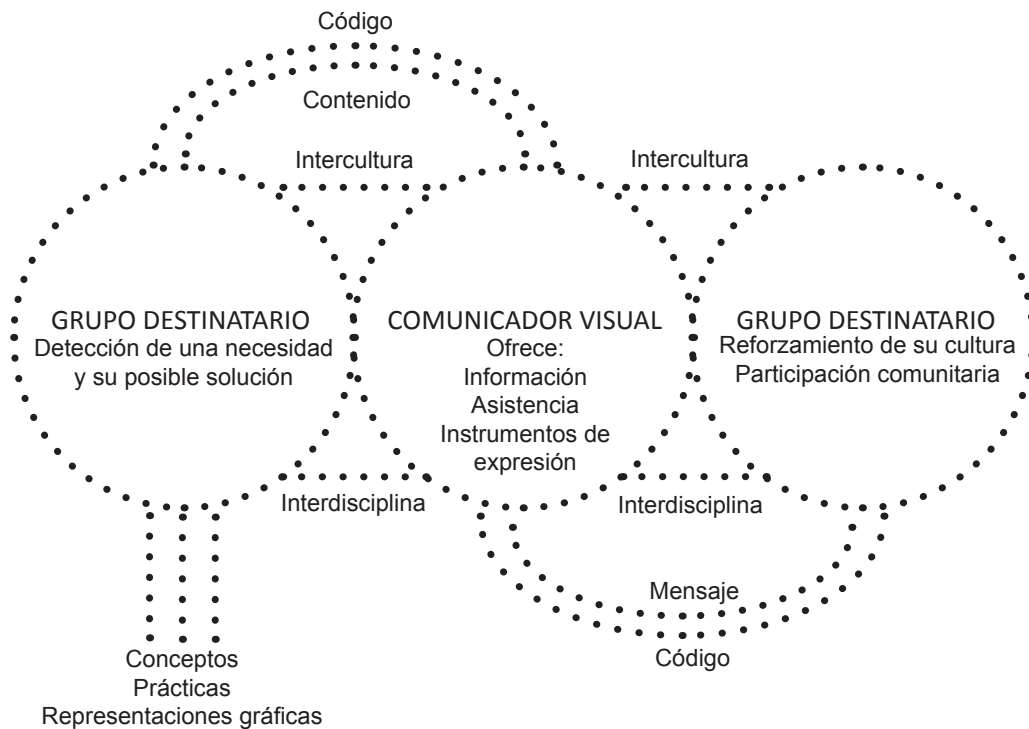 Código
Contenido
Intercultura
Intercultura
GRUPO DESTINATARIO
Detección de una necesidad
y su posible solución
COMUNICADOR VISUAL
Ofrece:
Información
Asistencia
Instrumentos de
expresión
GRUPO DESTINATARIO
Reforzamiento de su cultura
Participación comunitaria
Interdisciplina
Interdisciplina
Mensaje
Código
Conceptos
Prácticas
Representaciones gráficas